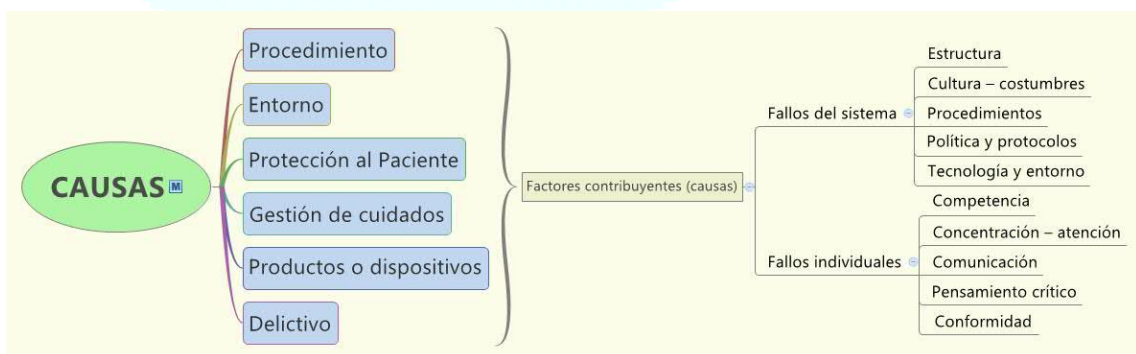 CAUSAS
M
Procedimiento
Entorno
Protección al Paciente
Gestión de cuidados
Productos o dispositivos
Delictivo
Factores contribuyentes (causas)
Fallos del sistema
Estructura
Cultura – costumbres
Procedimientos
Política y protocolos
Tecnología y entorno
Fallos individuales
Competencia
Concentración – atención
Comunicación
Pensamiento crítico
Conformidad